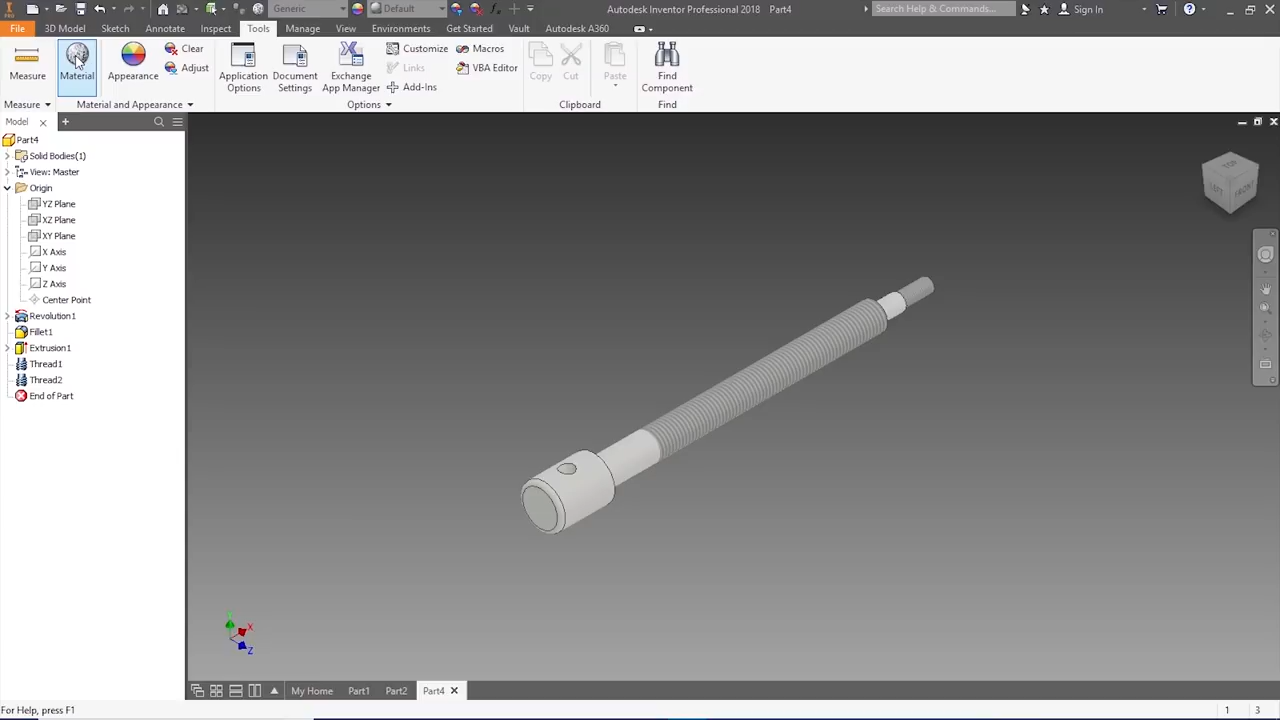 Generic
Default
Autodesk Inventor Professional 2018 Part4
Search Help & Commands...
Sign In
PRO
File 3D Model Sketch Annotate Inspect Tools Manage View Environments Get Started Vault Autodesk A360
Measure
Material
Appearance
Clear
Adjust
Application Options
Document Settings
Exchange App Manager
Customize
Links
Add-Ins
Macros
VBA Editor
Copy
Cut
Paste
Find Component
Measure
Material and Appearance
Options
Clipboard
Find
Model
Part4
Solid Bodies(1)
View: Master
Origin
YZ Plane
XZ Plane
XY Plane
X Axis
Y Axis
Z Axis
Center Point
Revolution1
Fillet1
Extrusion1
Thread1
Thread2
End of Part
TOP
LEFT
FRONT
Y
X
Z
My Home Part1 Part2 Part4
For Help, press F1
1 3